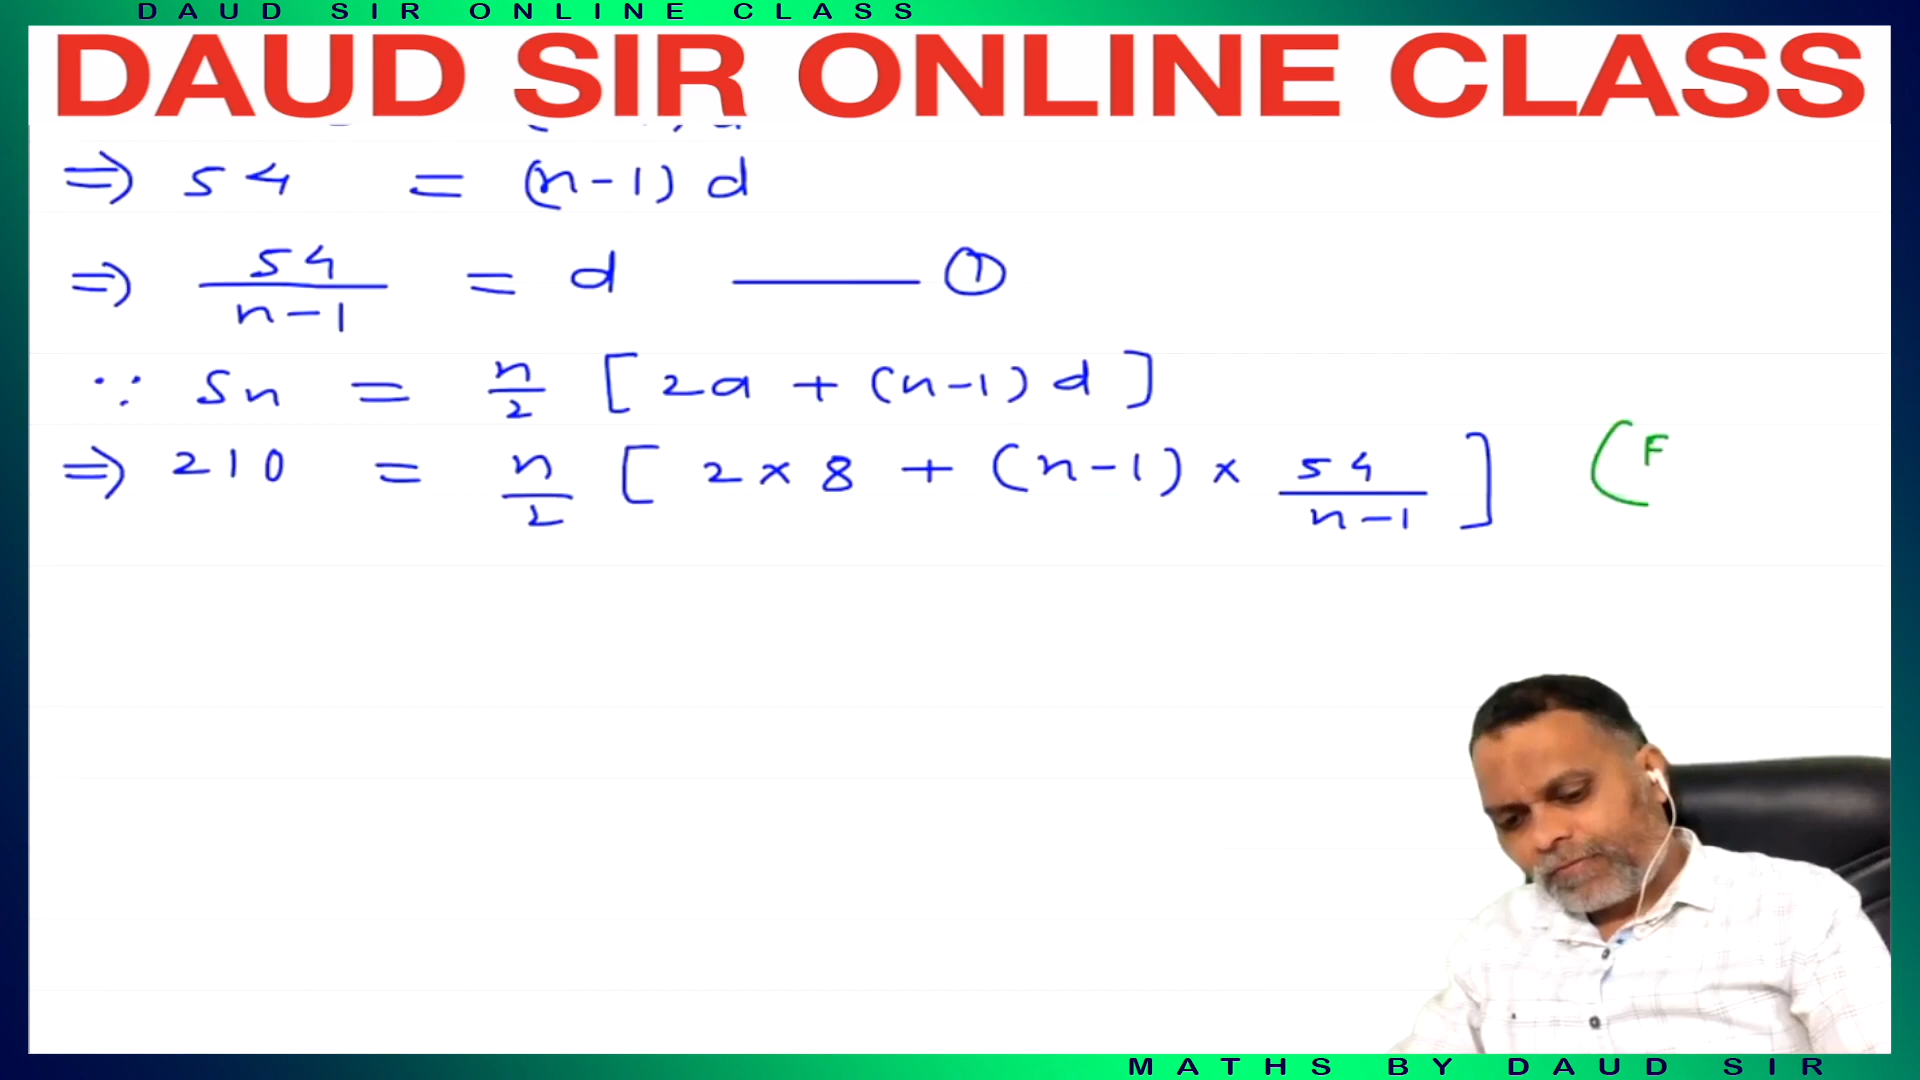 DAUD SIR ONLINE CLASS
DAUD SIR ONLINE CLASS
⇒ 54 = (n-1) d
⇒ 54/(n-1) = d ——— ①
∵ Sn = n/2 [2a + (n-1) d]
⇒ 210 = n/2 [2 × 8 + (n-1) × 54/(n-1)] (F
MATHS BY DAUD SIR